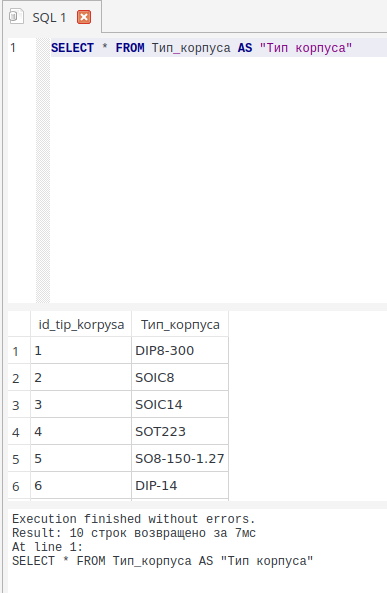 SQL 1
1 SELECT * FROM Тип_корпуса AS "Тип корпуса"
id_tip_korpysa Тип_корпуса
1 1 DIP8-300
2 2 SOIC8
3 3 SOIC14
4 4 SOT223
5 5 SO8-150-1.27
6 6 DIP-14
Execution finished without errors.
Result: 10 строк возвращено за 7мс
At line 1:
SELECT * FROM Тип_корпуса AS "Тип корпуса"